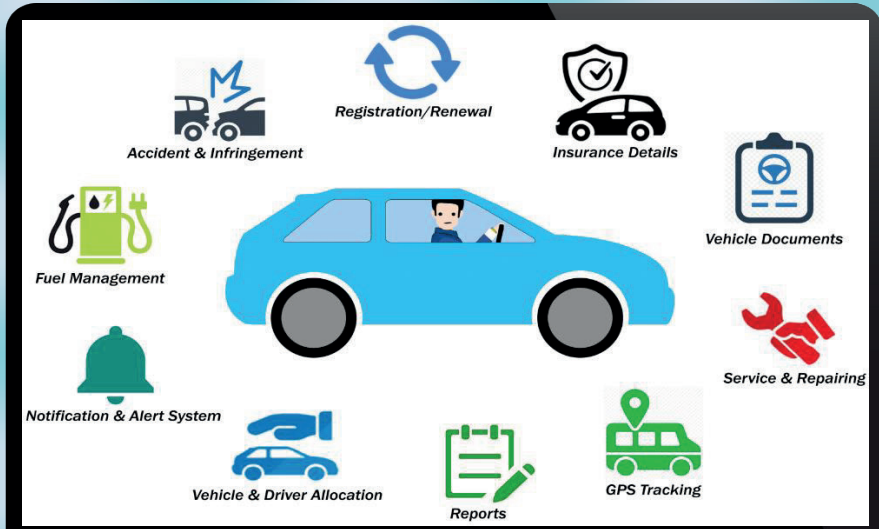 Registration/Renewal
Accident & Infringement
Insurance Details
Vehicle Documents
Fuel Management
Service & Repairing
Notification & Alert System
GPS Tracking
Vehicle & Driver Allocation
Reports